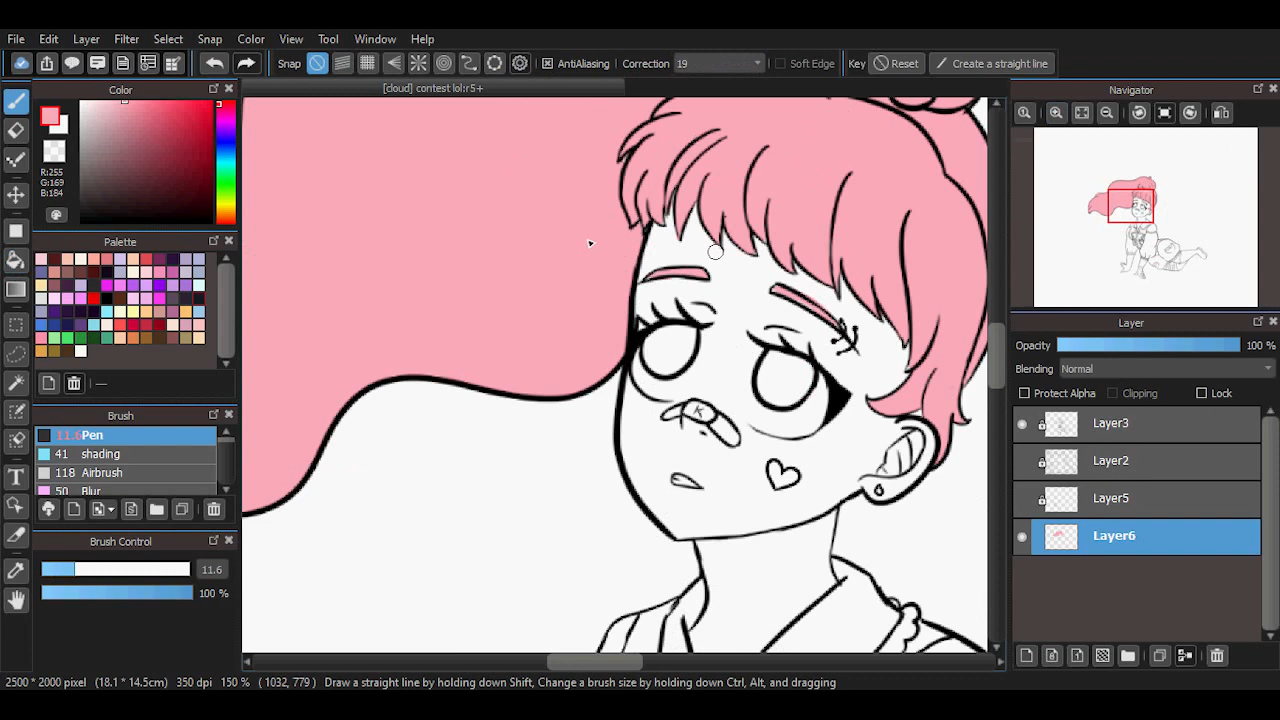 File Edit Layer Filter Select Snap Color View Tool Window Help
Snap AntiAliasing Correction 19 Soft Edge Key Reset Create a straight line
Color
[cloud] contest lol:r5+
Navigator
R:255
G:169
B:184
Palette
Brush
11.6 Pen
41 shading
118 Airbrush
50 Blur
Brush Control
11.6
100 %
K
Layer
Opacity 100 %
Blending Normal
Protect Alpha Clipping Lock
Layer3
Layer2
Layer5
Layer6
2500 * 2000 pixel (18.1 * 14.5cm) 350 dpi 150 % ( 1032, 779 ) Draw a straight line by holding down Shift, Change a brush size by holding down Ctrl, Alt, and dragging